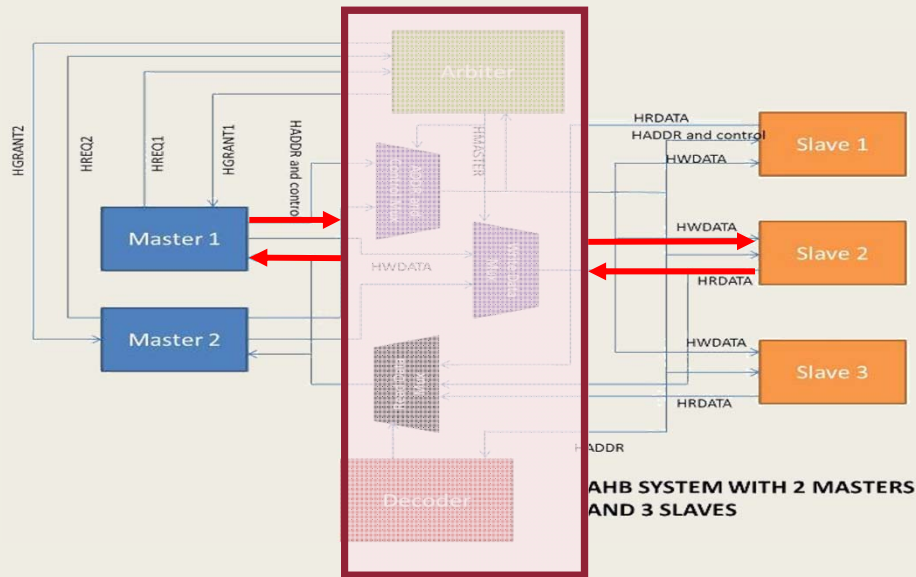 Arbiter
HGRANT2
HREQ2
HREQ1
HGRANT1
HADDR and contro
HMASTER
HRDATA
HADDR and control
HWDATA
Slave 1
Master 1
HWDATA
HWDATA
Slave 2
HRDATA
Master 2
HWDATA
Slave 3
HRDATA
HADDR
Decoder
AHB SYSTEM WITH 2 MASTERS
AND 3 SLAVES